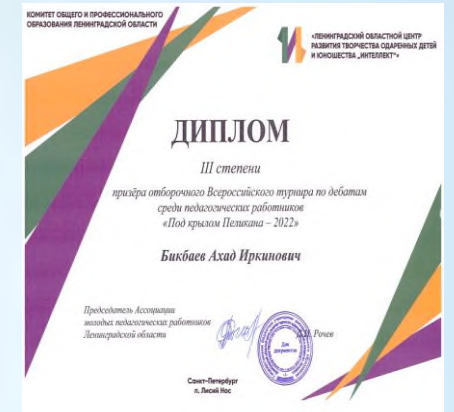 КОМИТЕТ ОБЩЕГО И ПРОФЕССИОНАЛЬНОГО
ОБРАЗОВАНИЯ ЛЕНИНГРАДСКОЙ ОБЛАСТИ
«ЛЕНИНГРАДСКИЙ ОБЛАСТНОЙ ЦЕНТР
РАЗВИТИЯ ТВОРЧЕСТВА ОДАРЕННЫХ ДЕТЕЙ
И ЮНОШЕСТВА „ИНТЕЛЛЕКТ"»
ДИПЛОМ
III степени
призёра отборочного Всероссийского турнира по дебатам
среди педагогических работников
«Под крылом Пеликана – 2022»
Бикбаев Ахад Иркинович
Председатель Ассоциации
молодых педагогических работников
Ленинградской области
Рочев
Для
документов
Санкт-Петербург
п. Лисий Нос